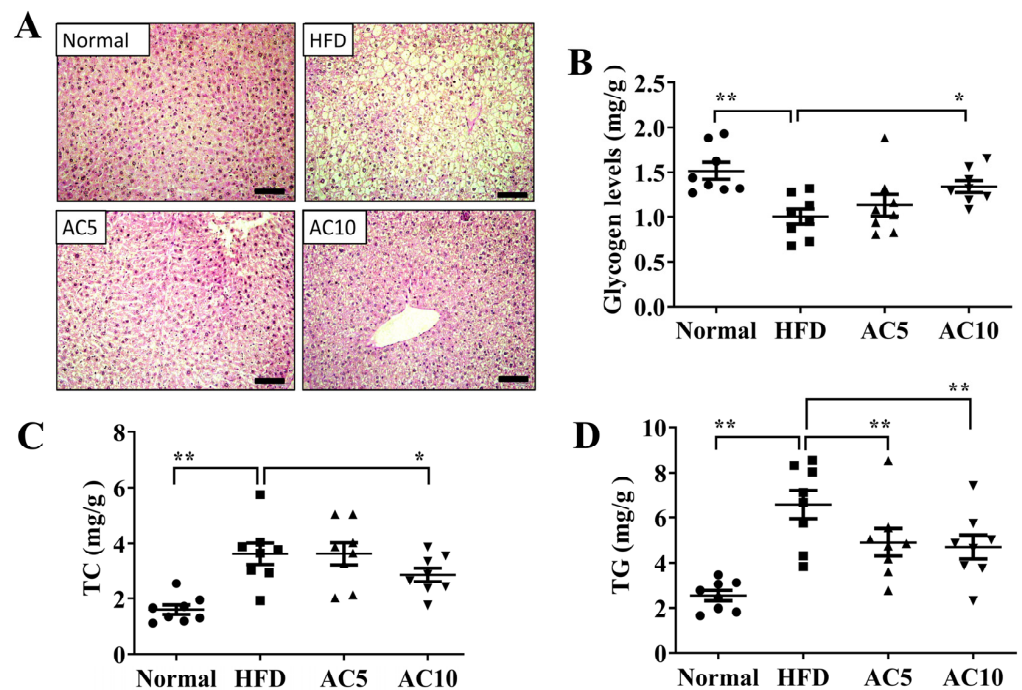 A
Normal
HFD
AC5
AC10
B
Glycogen levels (mg/g )
2.5
2.0
1.5
1.0
0.5
0.0
**
*
Normal HFD AC5 AC10
C
TC (mg/g )
8
6
4
2
0
**
*
Normal HFD AC5 AC10
D
TG (mg/g )
10
8
6
4
2
0
**
**
**
Normal HFD AC5 AC10